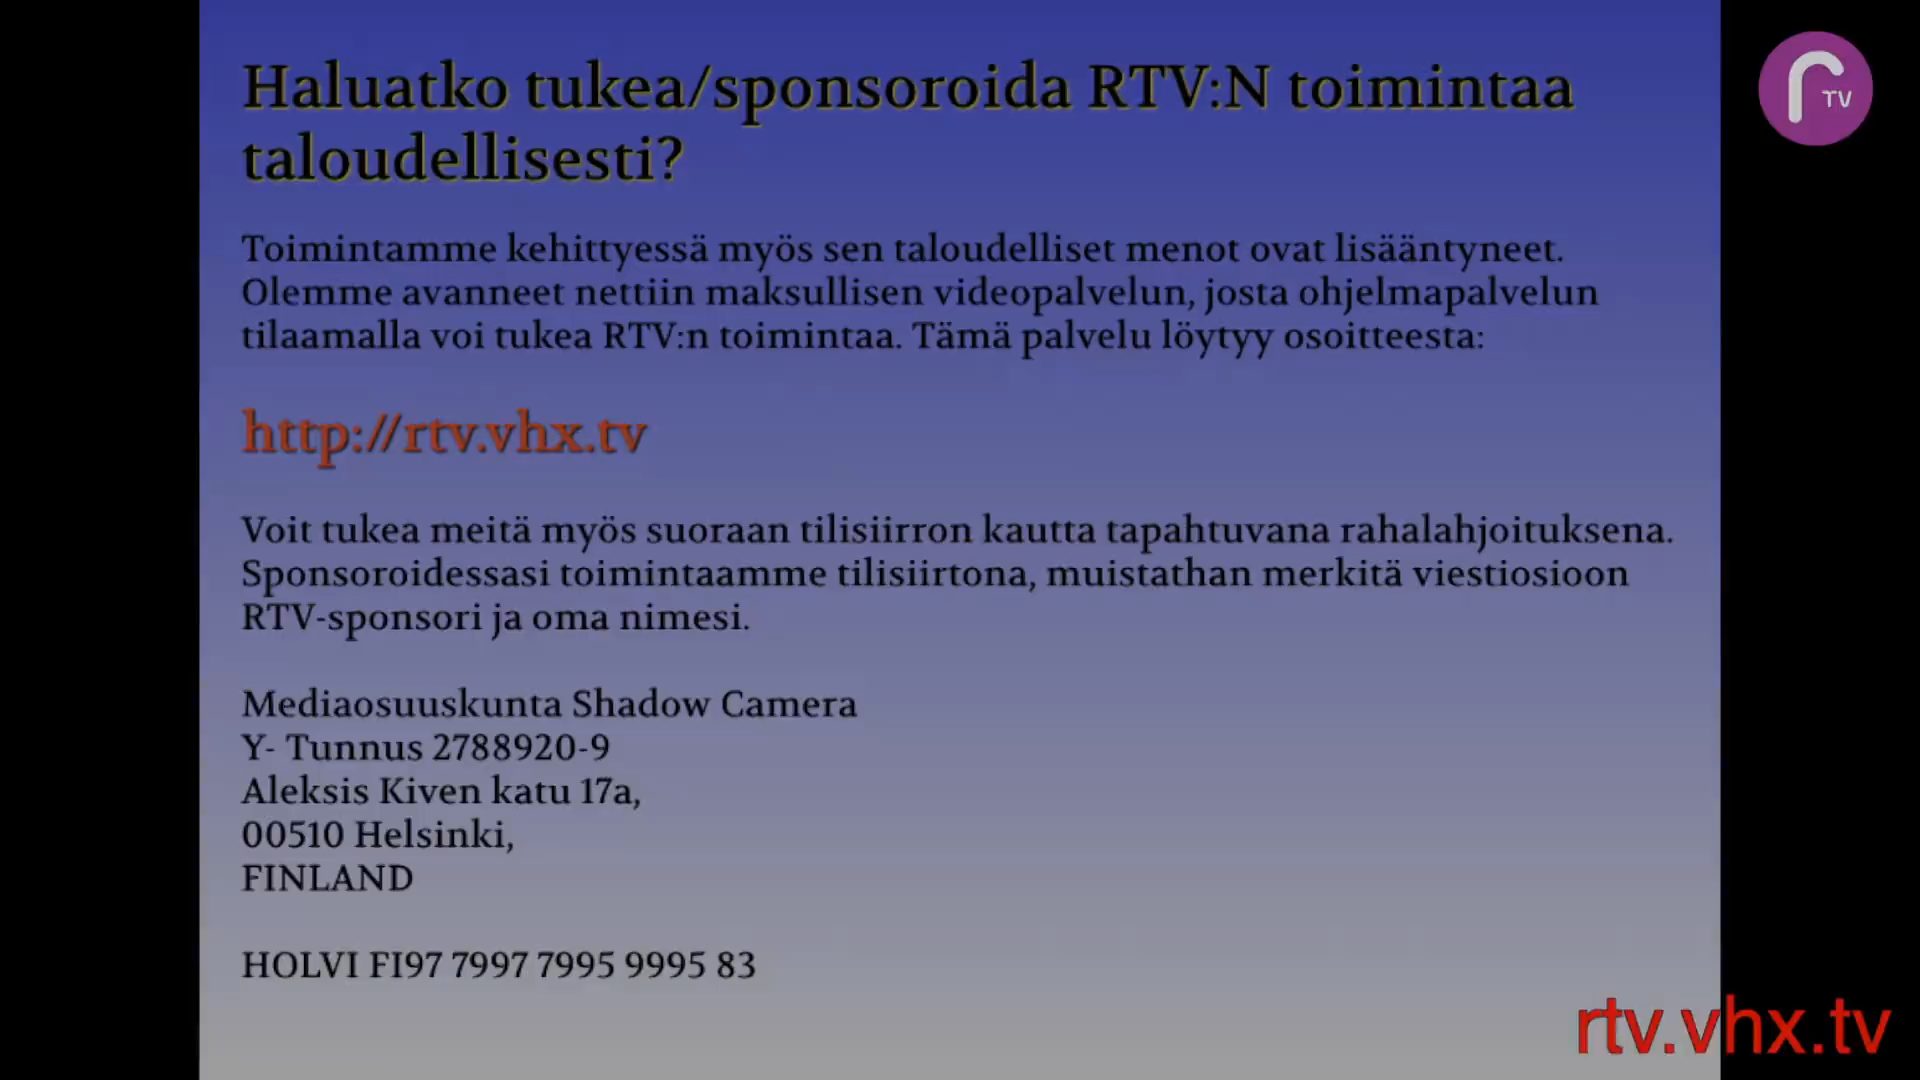 Haluatko tukea/sponsoroida RTV:N toimintaa
taloudellisesti?
Toimintamme kehittyessä myös sen taloudelliset menot ovat lisääntyneet.
Olemme avanneet nettiin maksullisen videopalvelun, josta ohjelmapalvelun
tilaamalla voi tukea RTV:n toimintaa. Tämä palvelu löytyy osoitteesta:
http://rtv.vhx.tv
Voit tukea meitä myös suoraan tilisiirron kautta tapahtuvana rahalahjoituksena.
Sponsoroidessasi toimintaamme tilisiirtona, muistathan merkitä viestiosioon
RTV-sponsori ja oma nimesi.
Mediaosuuskunta Shadow Camera
Y- Tunnus 2788920-9
Aleksis Kiven katu 17a,
00510 Helsinki,
FINLAND
HOLVI FI97 7997 7995 9995 83
r TV
rtv.vhx.tv